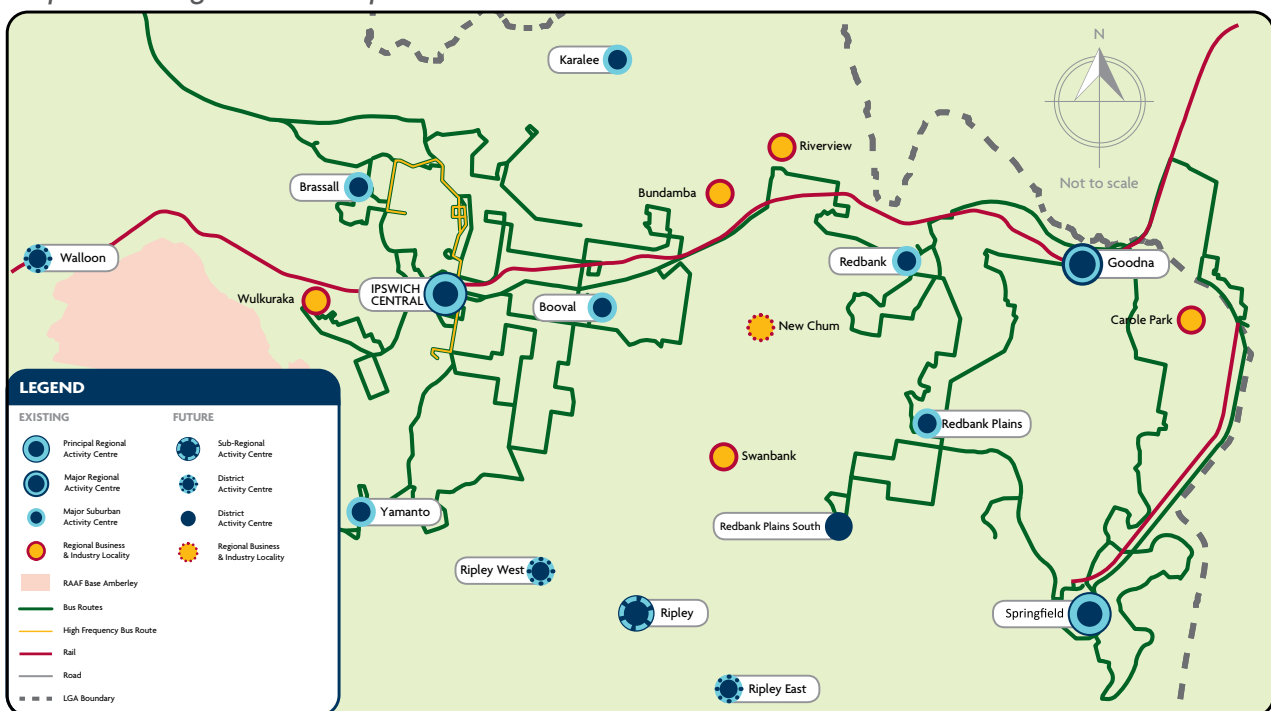 Karalee
N
Not to scale
Riverview
Bundamba
Brassall
Walloon
Wulkuraka
IPSWICH
CENTRAL
Booval
New Chum
Redbank
Goodna
Carole Park
Redbank Plains
Swanbank
Redbank Plains South
Yamanto
Ripley West
Ripley
Springfield
Ripley East
LEGEND
EXISTING
Principal Regional
Activity Centre
Major Regional
Activity Centre
Major Suburban
Activity Centre
Regional Business
& Industry Locality
RAAF Base Amberley
Bus Routes
High Frequency Bus Route
Rail
Road
LGA Boundary
FUTURE
Sub-Regional
Activity Centre
District
Activity Centre
District
Activity Centre
Regional Business
& Industry Locality